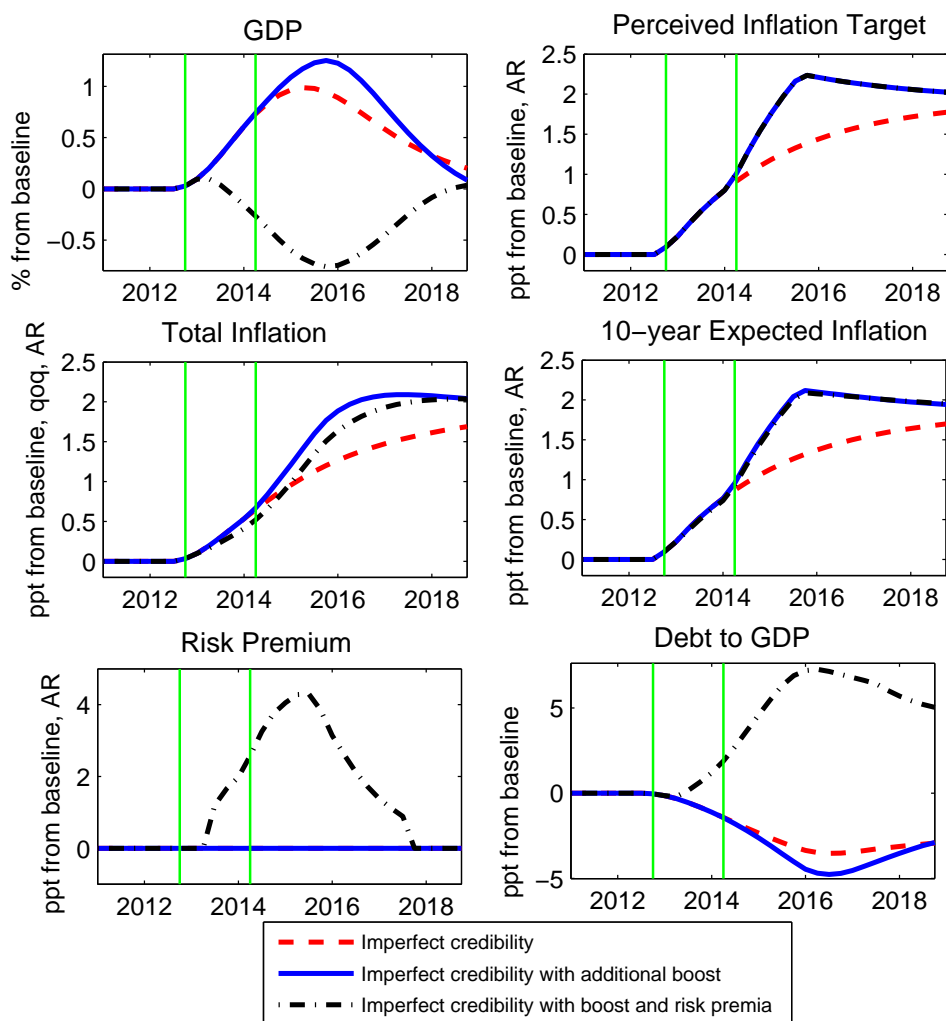 GDP
% from baseline
1
0.5
0
−0.5
2012 2014 2016 2018
Perceived Inflation Target
ppt from baseline, AR
2.5
2
1.5
1
0.5
0
2012 2014 2016 2018
Total Inflation
ppt from baseline, qoq, AR
2.5
2
1.5
1
0.5
0
2012 2014 2016 2018
10−year Expected Inflation
ppt from baseline, AR
2.5
2
1.5
1
0.5
0
2012 2014 2016 2018
Risk Premium
ppt from baseline, AR
4
2
0
2012 2014 2016 2018
Debt to GDP
ppt from baseline
5
0
−5
2012 2014 2016 2018
Imperfect credibility
Imperfect credibility with additional boost
Imperfect credibility with boost and risk premia